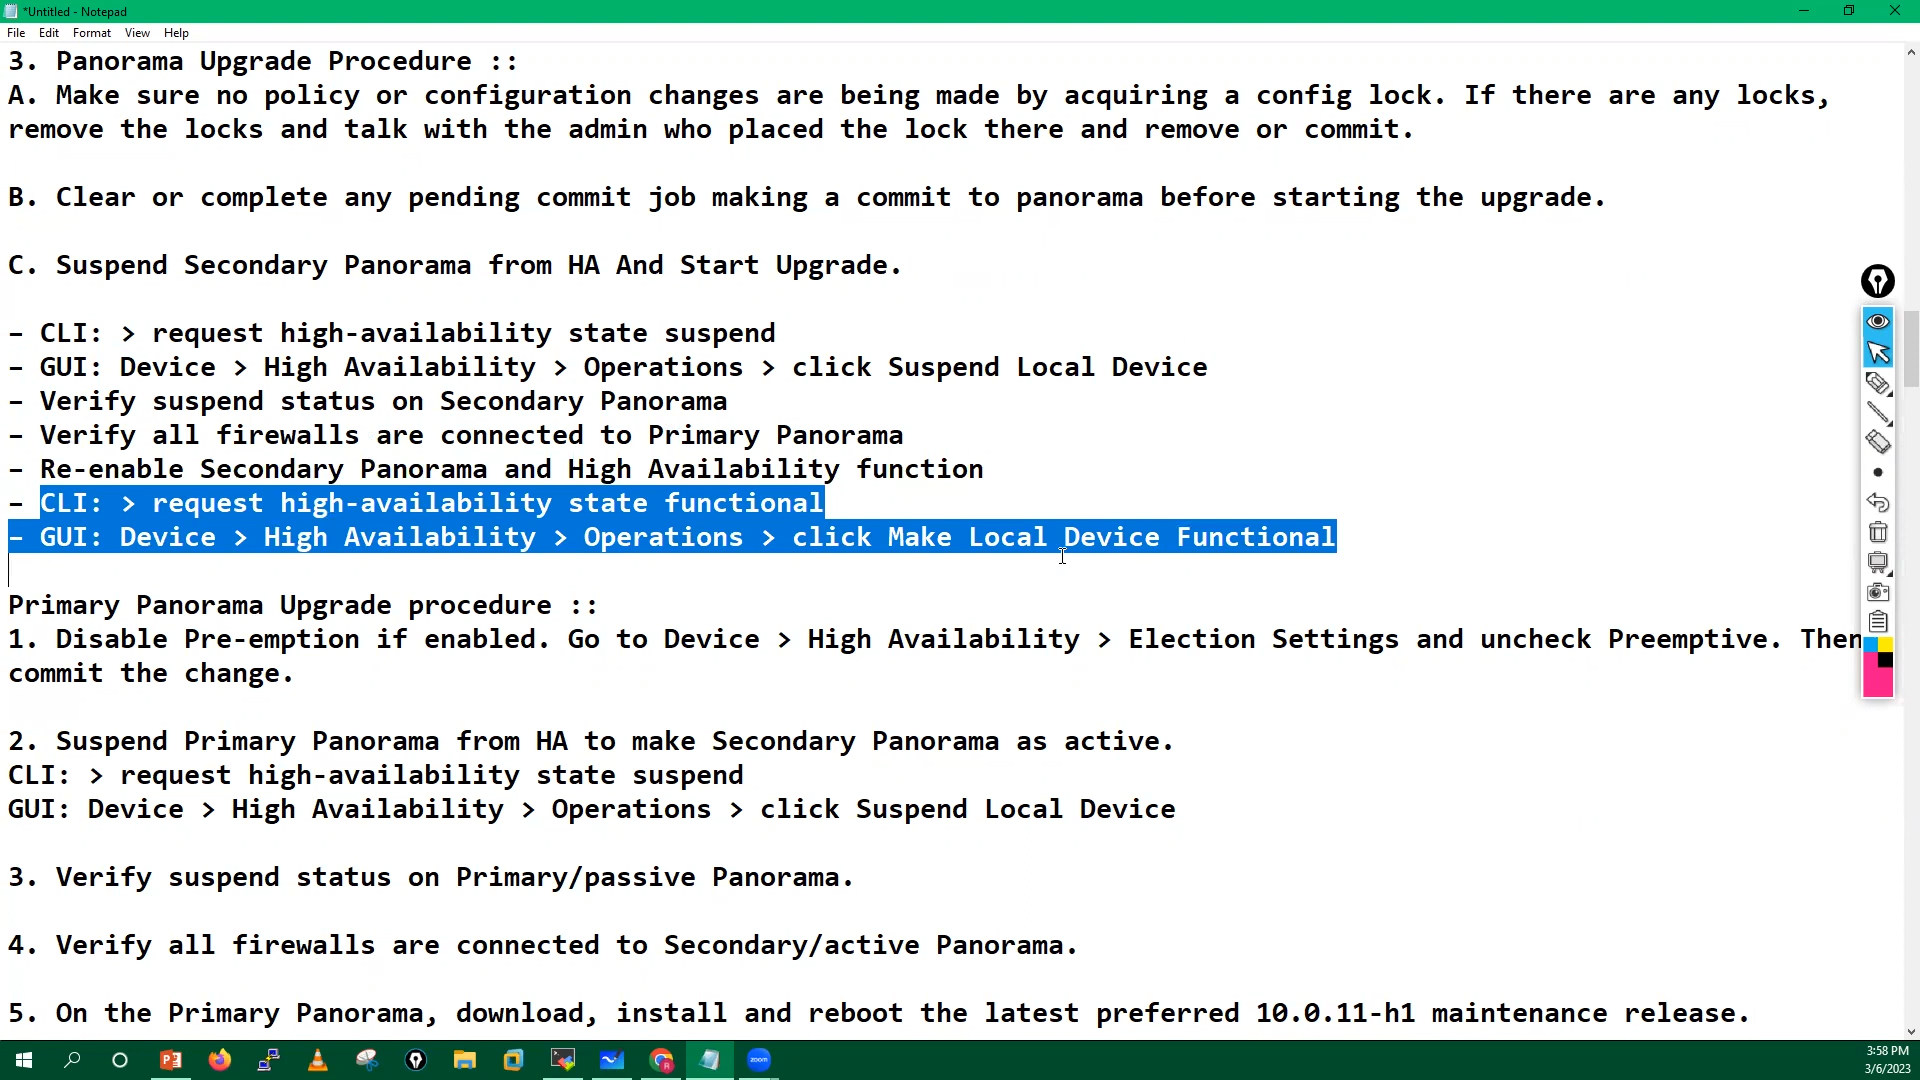 *Untitled - Notepad
File Edit Format View Help
3. Panorama Upgrade Procedure ::
A. Make sure no policy or configuration changes are being made by acquiring a config lock. If there are any locks,
remove the locks and talk with the admin who placed the lock there and remove or commit.
B. Clear or complete any pending commit job making a commit to panorama before starting the upgrade.
C. Suspend Secondary Panorama from HA And Start Upgrade.
– CLI: > request high-availability state suspend
– GUI: Device > High Availability > Operations > click Suspend Local Device
– Verify suspend status on Secondary Panorama
– Verify all firewalls are connected to Primary Panorama
– Re-enable Secondary Panorama and High Availability function
– CLI: > request high-availability state functional
– GUI: Device > High Availability > Operations > click Make Local Device Functional
Primary Panorama Upgrade procedure ::
1. Disable Pre-emption if enabled. Go to Device > High Availability > Election Settings and uncheck Preemptive. Then
commit the change.
2. Suspend Primary Panorama from HA to make Secondary Panorama as active.
CLI: > request high-availability state suspend
GUI: Device > High Availability > Operations > click Suspend Local Device
3. Verify suspend status on Primary/passive Panorama.
4. Verify all firewalls are connected to Secondary/active Panorama.
5. On the Primary Panorama, download, install and reboot the latest preferred 10.0.11-h1 maintenance release.
zoom
3:58 PM
3/6/2023